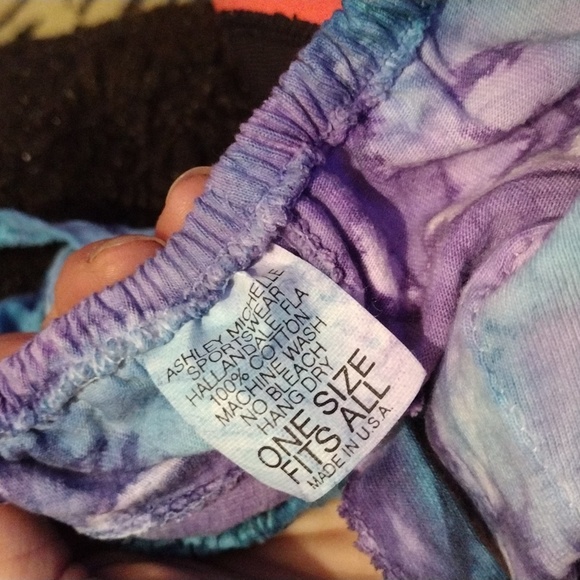 ASHLEY MICHELLE
SPORTSWEAR
HALLANDALE, FLA
100% COTTON
MACHINE WASH
NO BLEACH
HANG DRY
ONE SIZE
FITS ALL
MADE IN U.S.A.